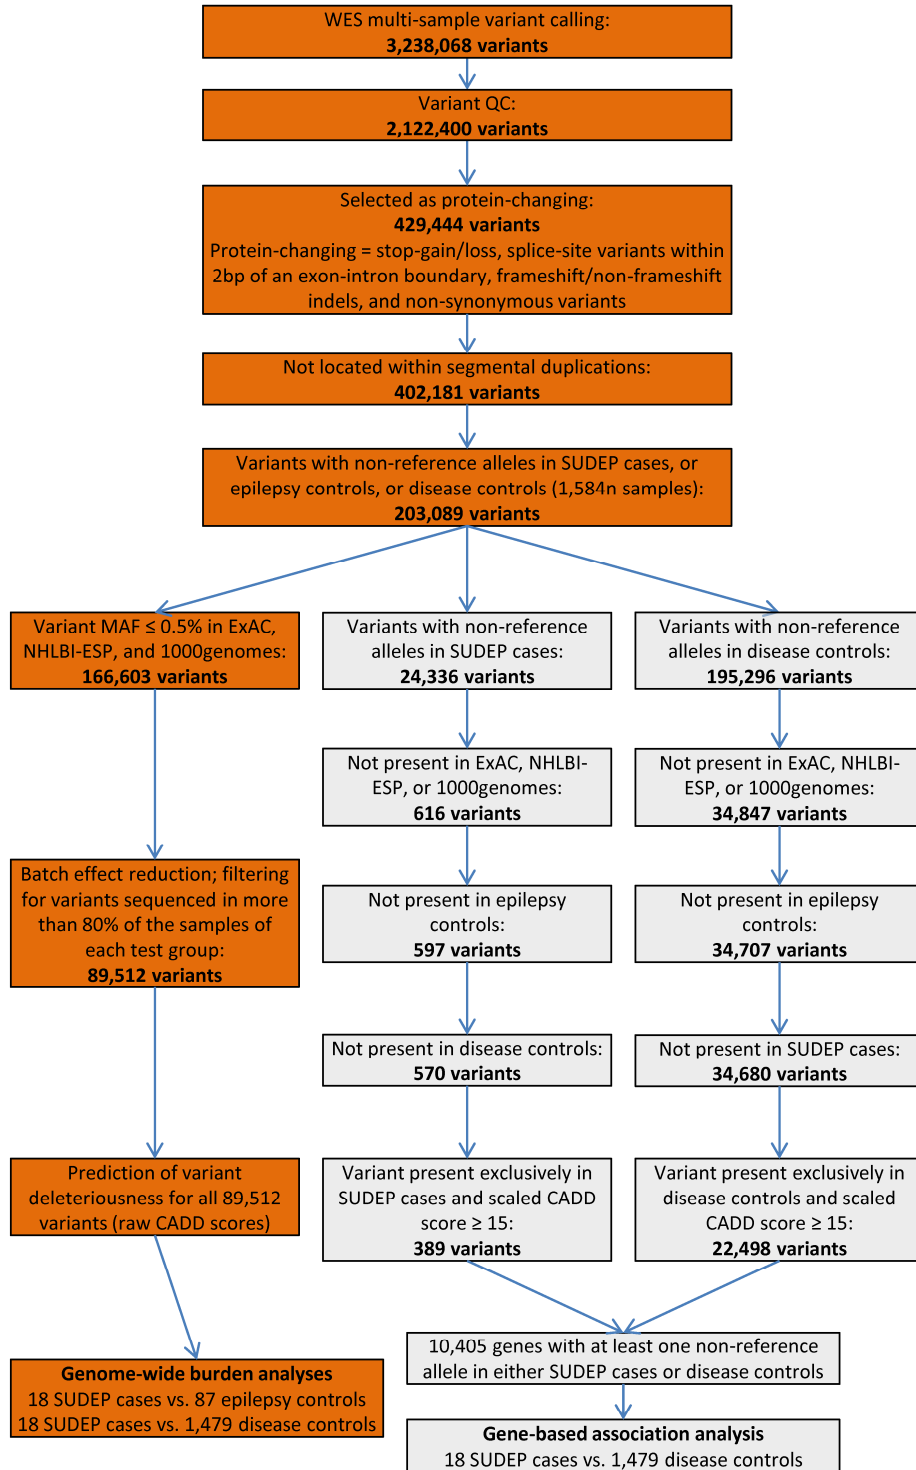 WES multi-sample variant calling:
3,238,068 variants
Variant QC:
2,122,400 variants
Selected as protein-changing:
429,444 variants
Protein-changing = stop-gain/loss, splice-site variants within
2bp of an exon-intron boundary, frameshift/non-frameshift
indels, and non-synonymous variants
Not located within segmental duplications:
402,181 variants
Variants with non-reference alleles in SUDEP cases, or
epilepsy controls, or disease controls (1,584n samples):
203,089 variants
Variant MAF ≤ 0.5% in ExAC,
NHLBI-ESP, and 1000genomes:
166,603 variants
Batch effect reduction; filtering
for variants sequenced in more
than 80% of the samples of
each test group:
89,512 variants
Prediction of variant
deleteriousness for all 89,512
variants (raw CADD scores)
Genome-wide burden analyses
18 SUDEP cases vs. 87 epilepsy controls
18 SUDEP cases vs. 1,479 disease controls
Variants with non-reference
alleles in SUDEP cases:
24,336 variants
Not present in ExAC, NHLBI-
ESP, or 1000genomes:
616 variants
Not present in epilepsy
controls:
597 variants
Not present in disease controls:
570 variants
Variant present exclusively in
SUDEP cases and scaled CADD
score ≥ 15:
389 variants
Variants with non-reference
alleles in disease controls:
195,296 variants
Not present in ExAC, NHLBI-
ESP, or 1000genomes:
34,847 variants
Not present in epilepsy
controls:
34,707 variants
Not present in SUDEP cases:
34,680 variants
Variant present exclusively in
disease controls and scaled
CADD score ≥ 15:
22,498 variants
10,405 genes with at least one non-reference
allele in either SUDEP cases or disease controls
Gene-based association analysis
18 SUDEP cases vs. 1,479 disease controls